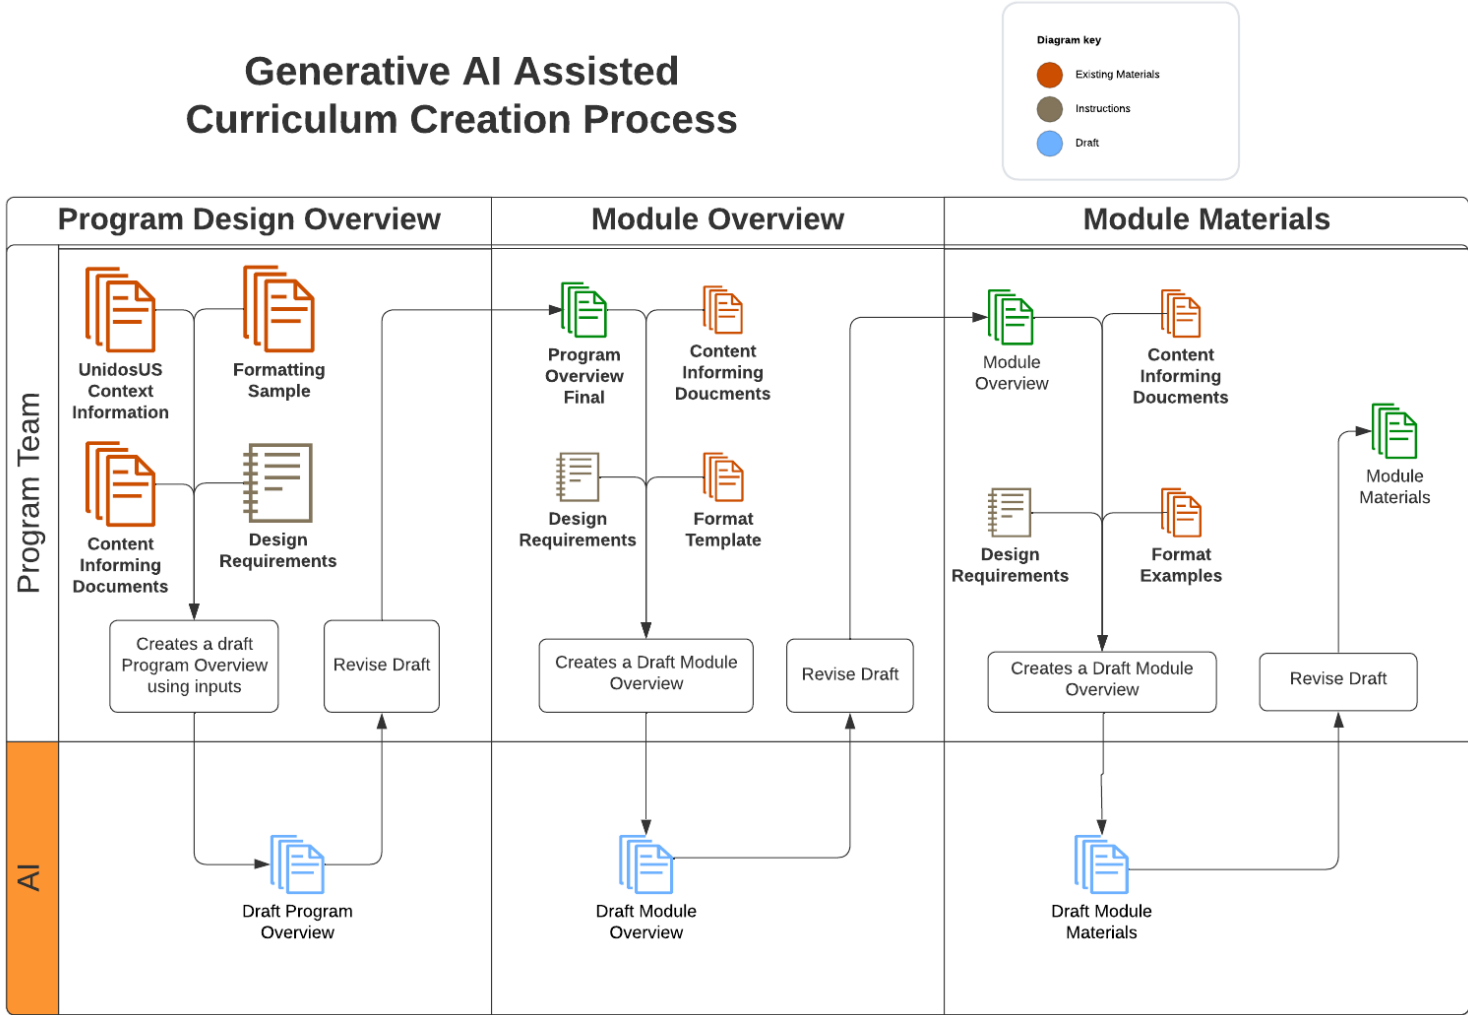 Generative AI Assisted
Curriculum Creation Process
Diagram key
Existing Materials
Instructions
Draft
Program Design Overview
Module Overview
Module Materials
Program Team
UnidosUS
Context
Information
Formatting
Sample
Content
Informing
Documents
Design
Requirements
Creates a draft
Program Overview
using inputs
Revise Draft
Program
Overview
Final
Content
Informing
Doucments
Design
Requirements
Format
Template
Creates a Draft Module
Overview
Revise Draft
Module
Overview
Content
Informing
Doucments
Design
Requirements
Format
Examples
Creates a Draft Module
Overview
Revise Draft
Module
Materials
AI
Draft Program
Overview
Draft Module
Overview
Draft Module
Materials